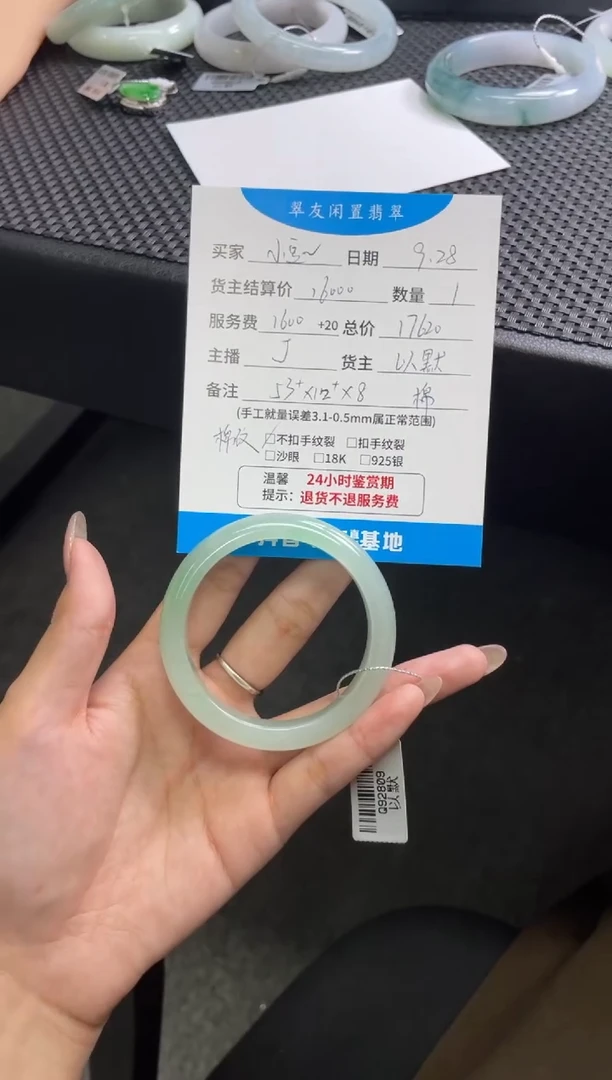 翠友闲置翡翠
买家 小豆~ 日期 9.28
货主结算价 16000 数量 1
服务费 1600 +20 总价 17620
主播 J 货主 以默
备注 53⁺×12⁺×8 棉
(手工就量误差3.1-0.5mm属正常范围)
棉纹 ☑不扣手纹裂 □扣手纹裂
□沙眼 □18K □925银
温馨 24小时鉴赏期
提示: 退货不退服务费
基地
Q92809
以默